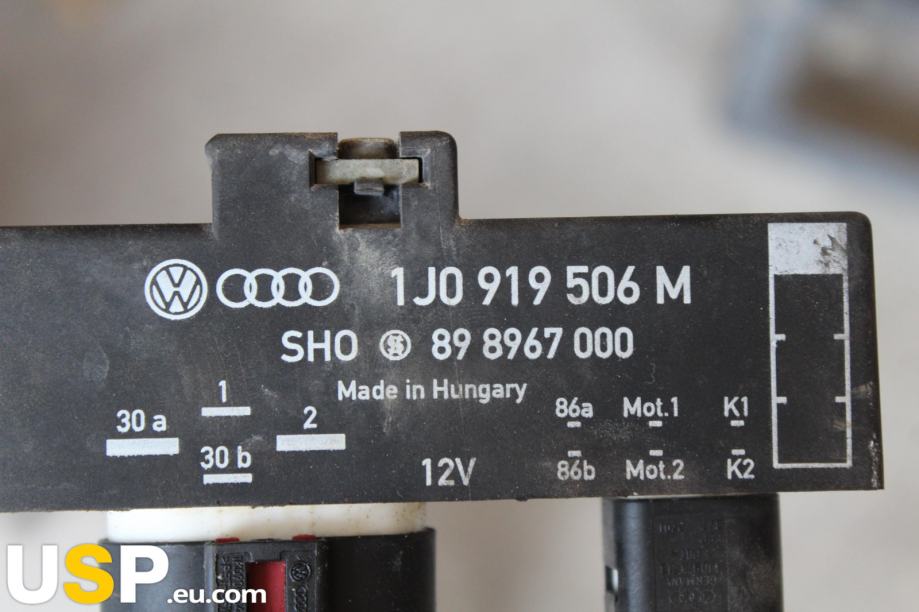 1J0 919 506 M
SHO 89 8967 000
Made in Hungary
1
30 a
2
86a Mot.1 K1
30 b
12V
86b Mot.2 K2
USP.eu.com